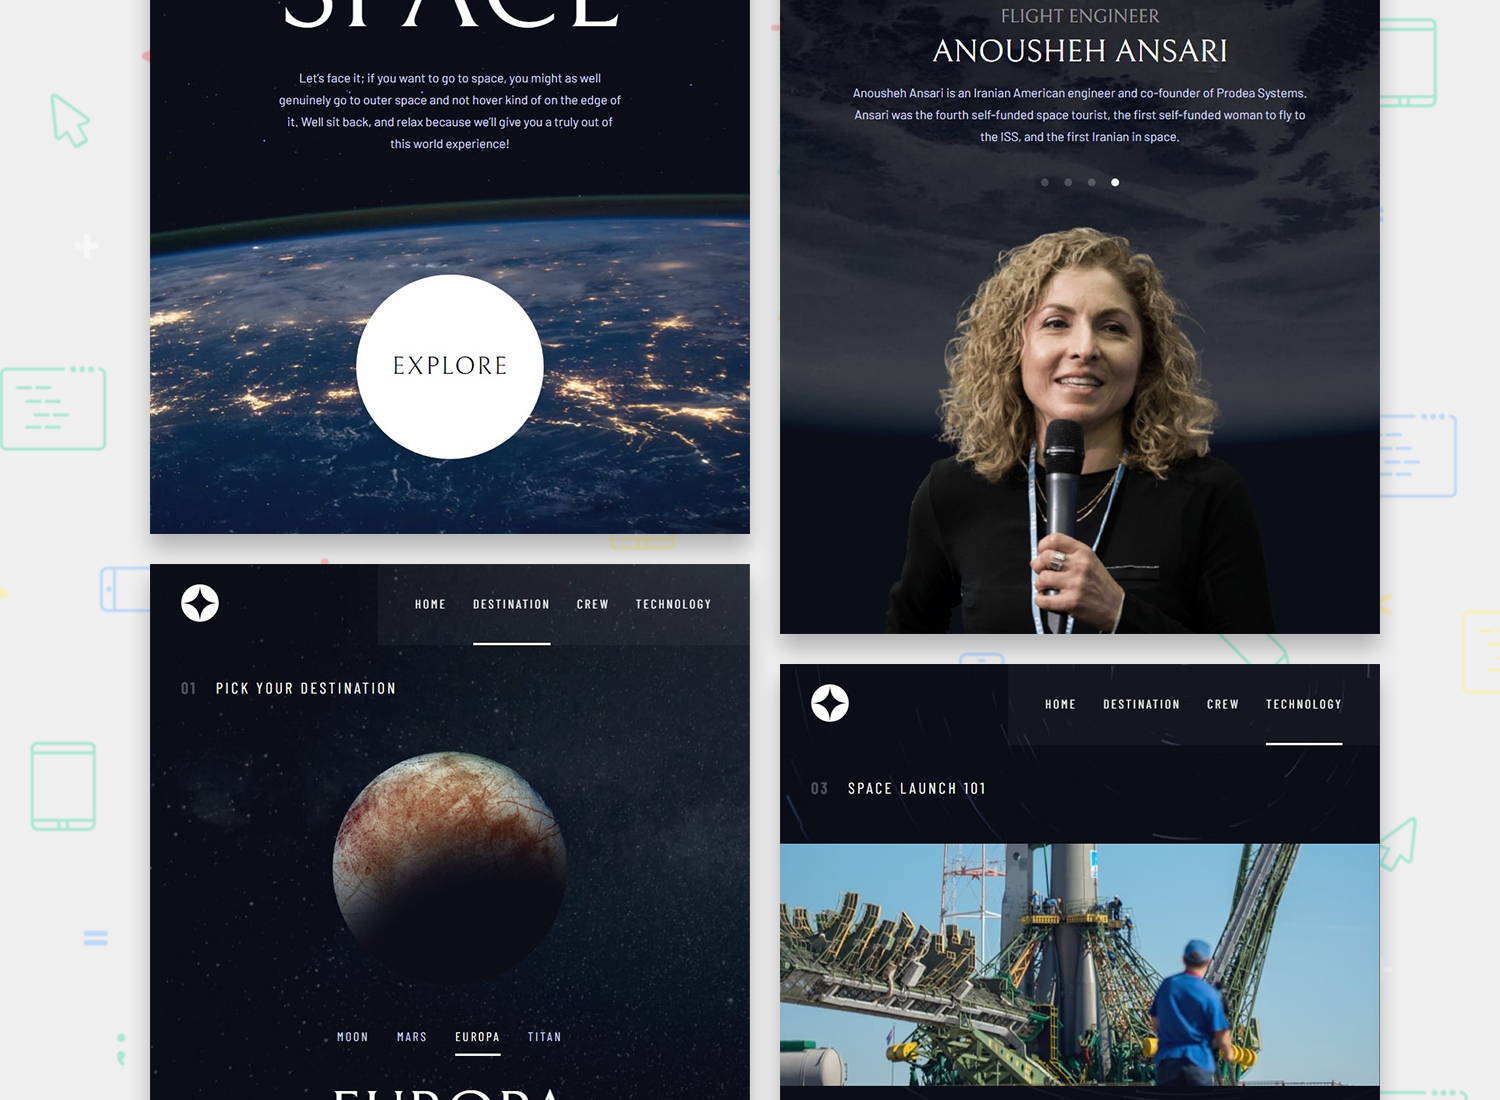 SPACE
Let's face it; if you want to go to space, you might as well
genuinely go to outer space and not hover kind of on the edge of
it. Well sit back, and relax because we'll give you a truly out of
this world experience!
EXPLORE
FLIGHT ENGINEER
ANOUSHEH ANSARI
Anousheh Ansari is an Iranian American engineer and co-founder of Prodea Systems.
Ansari was the fourth self-funded space tourist, the first self-funded woman to fly to
the ISS, and the first Iranian in space.
HOME DESTINATION CREW TECHNOLOGY
01 PICK YOUR DESTINATION
MOON MARS EUROPA TITAN
EUROPA
HOME DESTINATION CREW TECHNOLOGY
03 SPACE LAUNCH 101